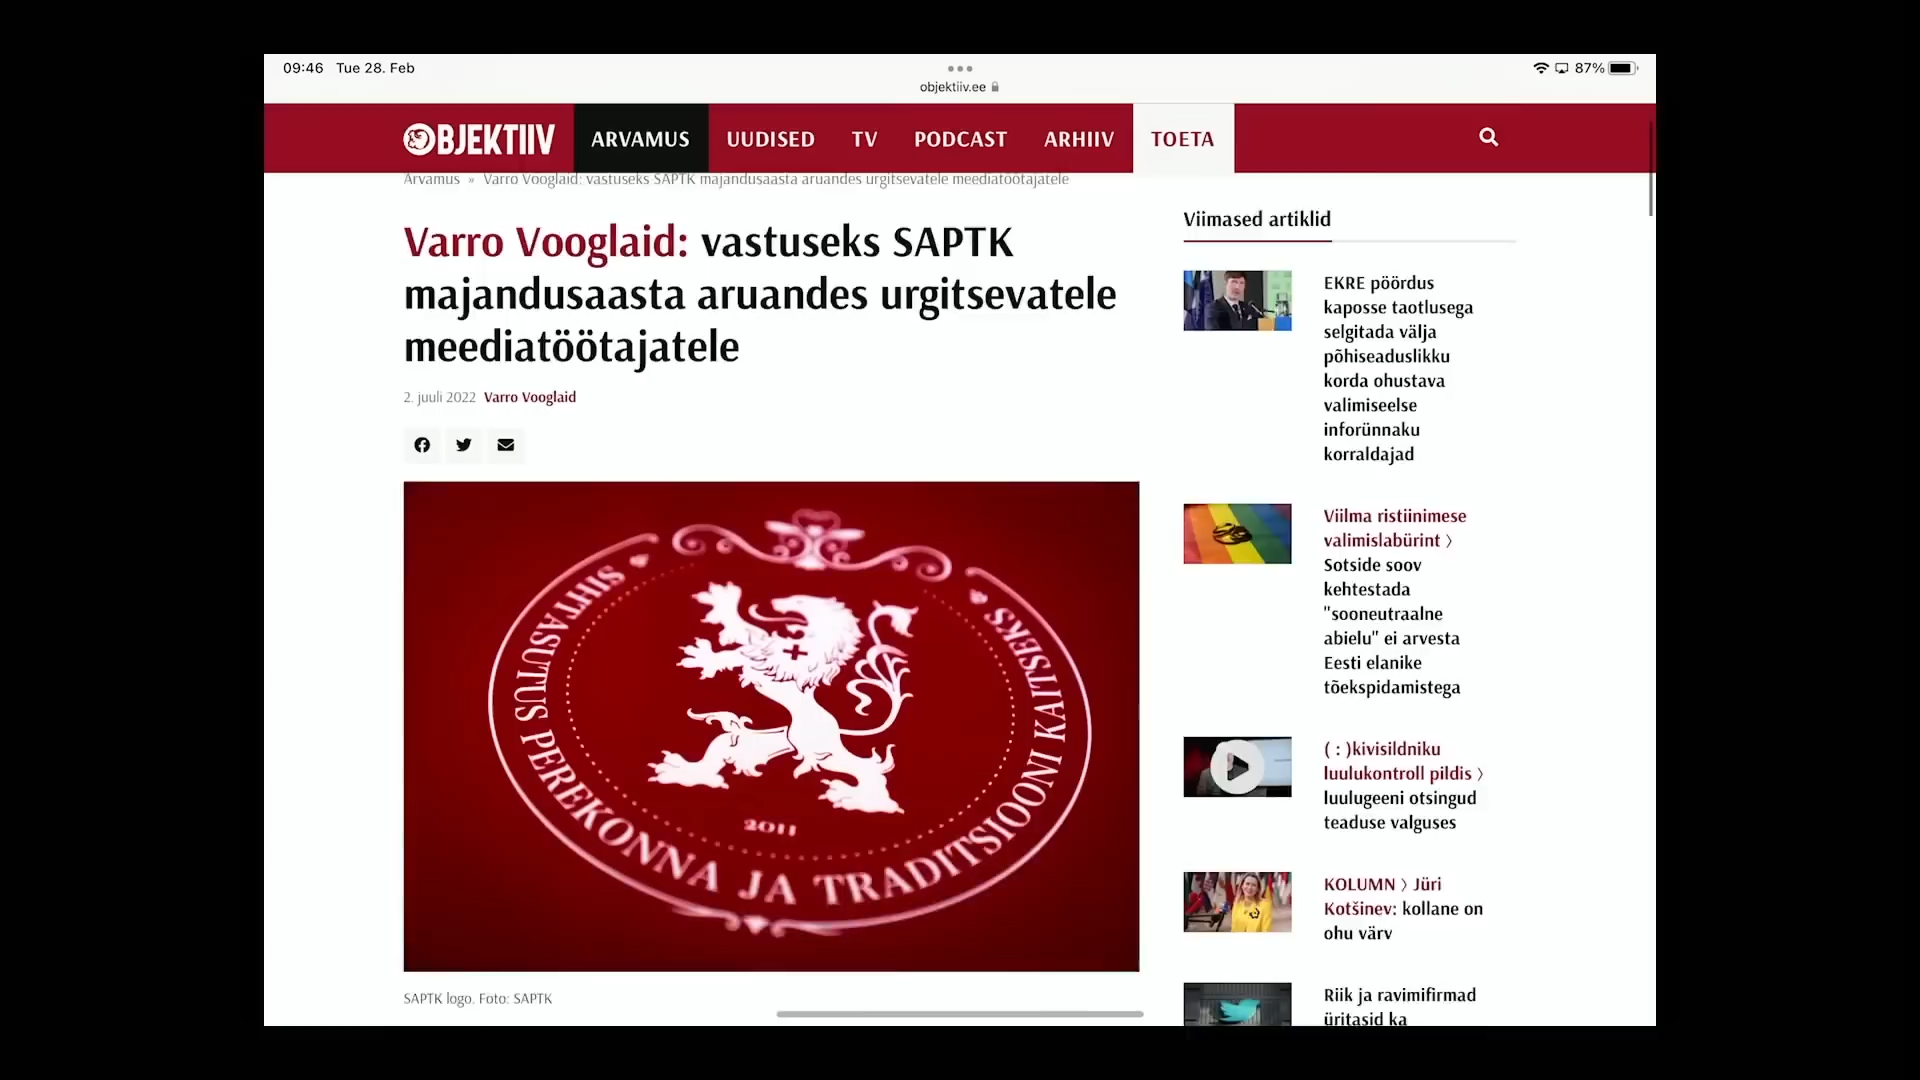 09:46 Tue 28. Feb
87%
objektiiv.ee
OBJEKTIIV
ARVAMUS
UUDISED
TV
PODCAST
ARHIIV
TOETA
Arvamus » Varro Vooglaid: vastuseks SAPTK majandusaasta aruandes urgitsevatele meediatöötajatele
Varro Vooglaid: vastuseks SAPTK
majandusaasta aruandes urgitsevatele
meediatöötajatele
2. juuli 2022 Varro Vooglaid
SIHTASUTUS PEREKONNA JA TRADITSIOONI KAITSEKS
2011
SAPTK logo. Foto: SAPTK
Viimased artiklid
EKRE pöördus
kaposse taotlusega
selgitada välja
põhiseaduslikku
korda ohustava
valimiseelse
inforünnaku
korraldajad
Viilma ristiinimese
valimislabürint 〉
Sotside soov
kehtestada
"sooneutraalne
abielu" ei arvesta
Eesti elanike
tõekspidamistega
( : )kivisildniku
luulukontroll pildis 〉
luulugeeni otsingud
teaduse valguses
KOLUMN 〉 Jüri
Kotšinev: kollane on
ohu värv
Riik ja ravimifirmad
üritasid ka